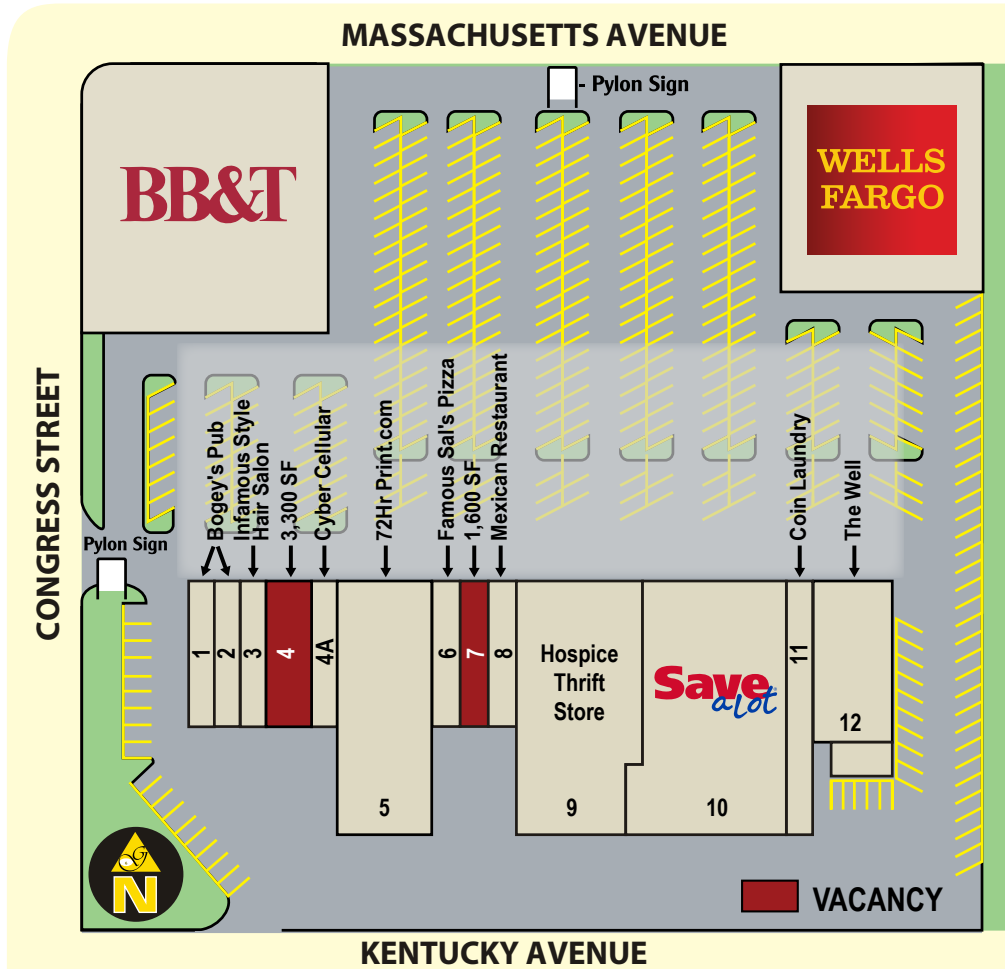 MASSACHUSETTS AVENUE
- Pylon Sign
BB&T
WELLS
FARGO
CONGRESS STREET
Pylon Sign
Bogey's Pub
Infamous Style
Hair Salon
3,300 SF
Cyber Cellular
72Hr Print.com
Famous Sal's Pizza
1,600 SF
Mexican Restaurant
Coin Laundry
The Well
1
2
3
4
4A
5
6
7
8
Hospice
Thrift
Store
9
Save
a Lot
10
11
12
G
N
VACANCY
KENTUCKY AVENUE